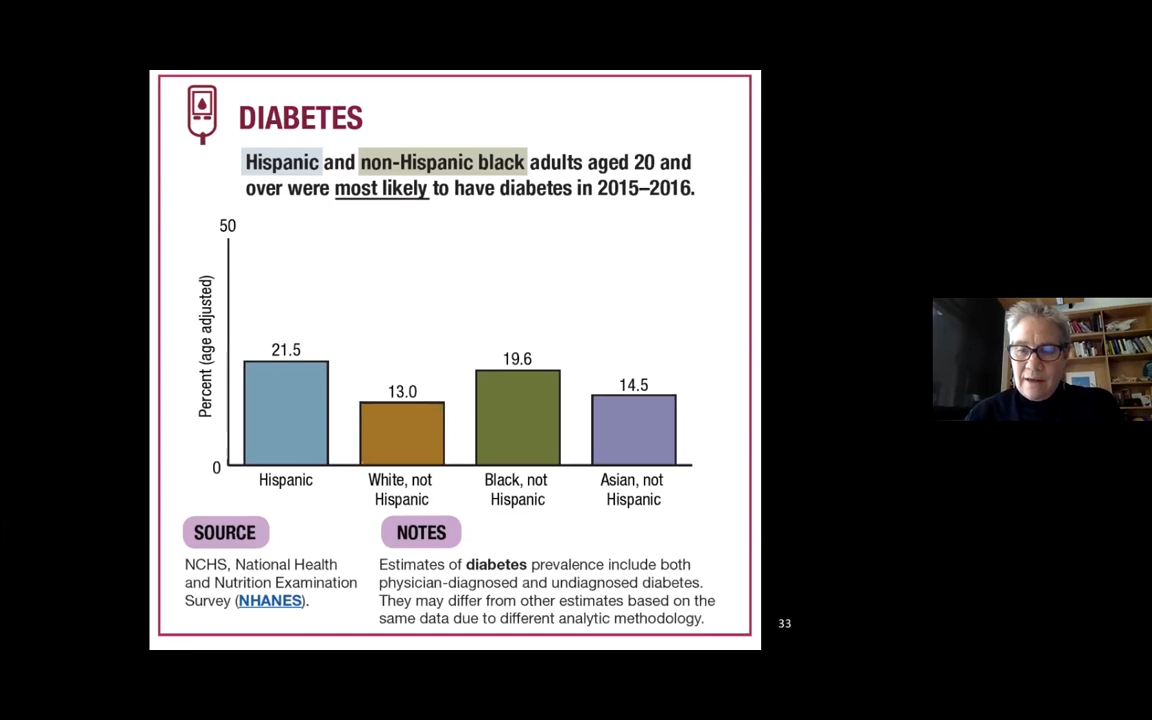 DIABETES
Hispanic and non-Hispanic black adults aged 20 and
over were most likely to have diabetes in 2015–2016.
50
Percent (age adjusted)
21.5
13.0
19.6
14.5
0
Hispanic
White, not
Hispanic
Black, not
Hispanic
Asian, not
Hispanic
SOURCE
NCHS, National Health
and Nutrition Examination
Survey (NHANES).
NOTES
Estimates of diabetes prevalence include both
physician-diagnosed and undiagnosed diabetes.
They may differ from other estimates based on the
same data due to different analytic methodology.
33